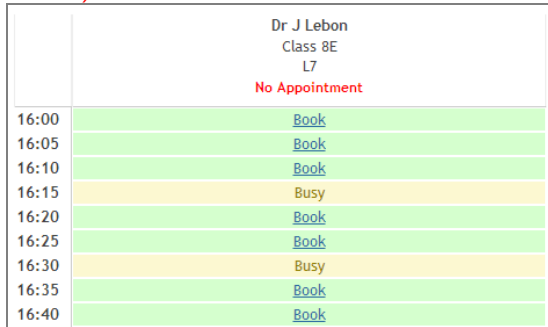 Dr J Lebon
Class 8E
L7
No Appointment
16:00 Book
16:05 Book
16:10 Book
16:15 Busy
16:20 Book
16:25 Book
16:30 Busy
16:35 Book
16:40 Book